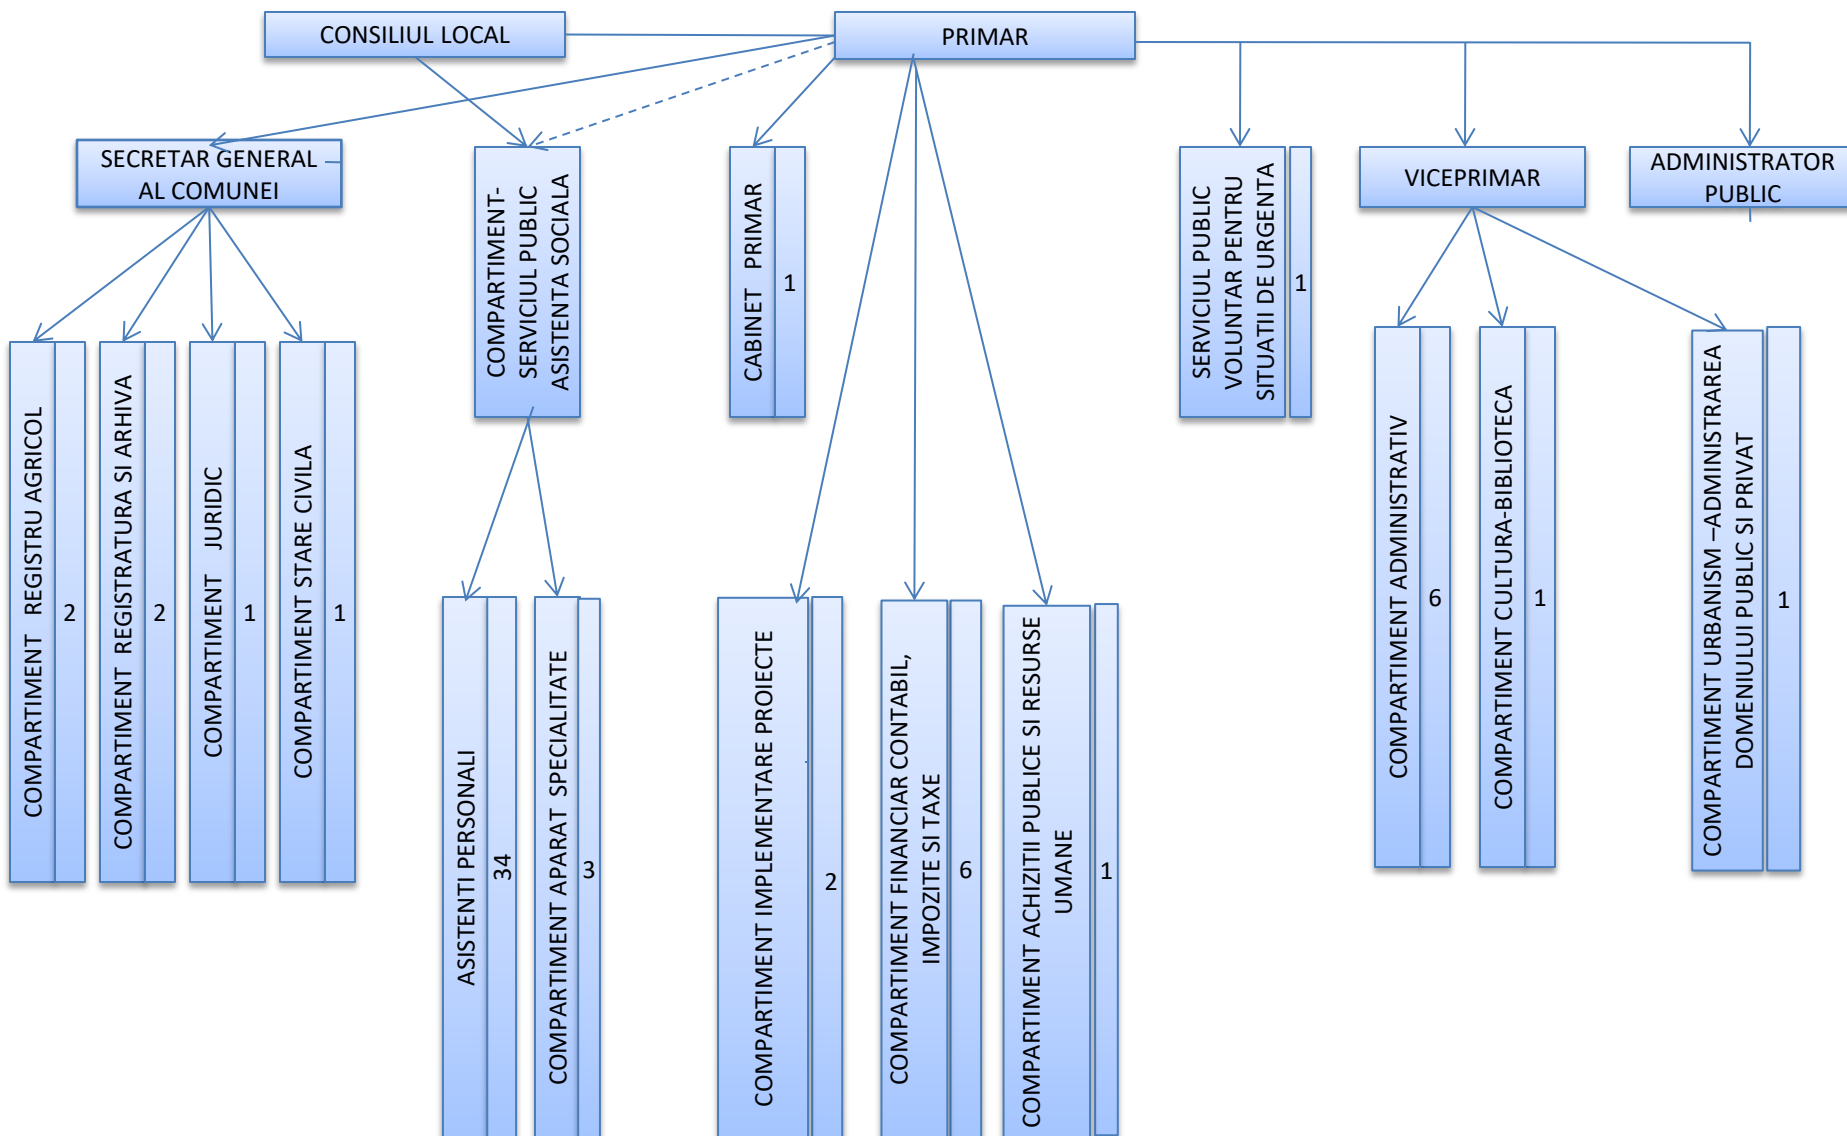 CONSILIUL LOCAL
PRIMAR
SECRETAR GENERAL
AL COMUNEI
COMPARTIMENT-
SERVICIUL PUBLIC
ASISTENTA SOCIALA
CABINET PRIMAR
1
SERVICIUL PUBLIC
VOLUNTAR PENTRU
SITUATII DE URGENTA
1
VICEPRIMAR
ADMINISTRATOR
PUBLIC
COMPARTIMENT REGISTRU AGRICOL
2
COMPARTIMENT REGISTRATURA SI ARHIVA
2
COMPARTIMENT JURIDIC
1
COMPARTIMENT STARE CIVILA
1
ASISTENTI PERSONALI
34
COMPARTIMENT APARAT SPECIALITATE
3
COMPARTIMENT IMPLEMENTARE PROIECTE
2
COMPARTIMENT FINANCIAR CONTABIL,
IMPOZITE SI TAXE
6
COMPARTIMENT ACHIZITII PUBLICE SI RESURSE
UMANE
1
COMPARTIMENT ADMINISTRATIV
6
COMPARTIMENT CULTURA-BIBLIOTECA
1
COMPARTIMENT URBANISM –ADMINISTRAREA
DOMENIULUI PUBLIC SI PRIVAT
1